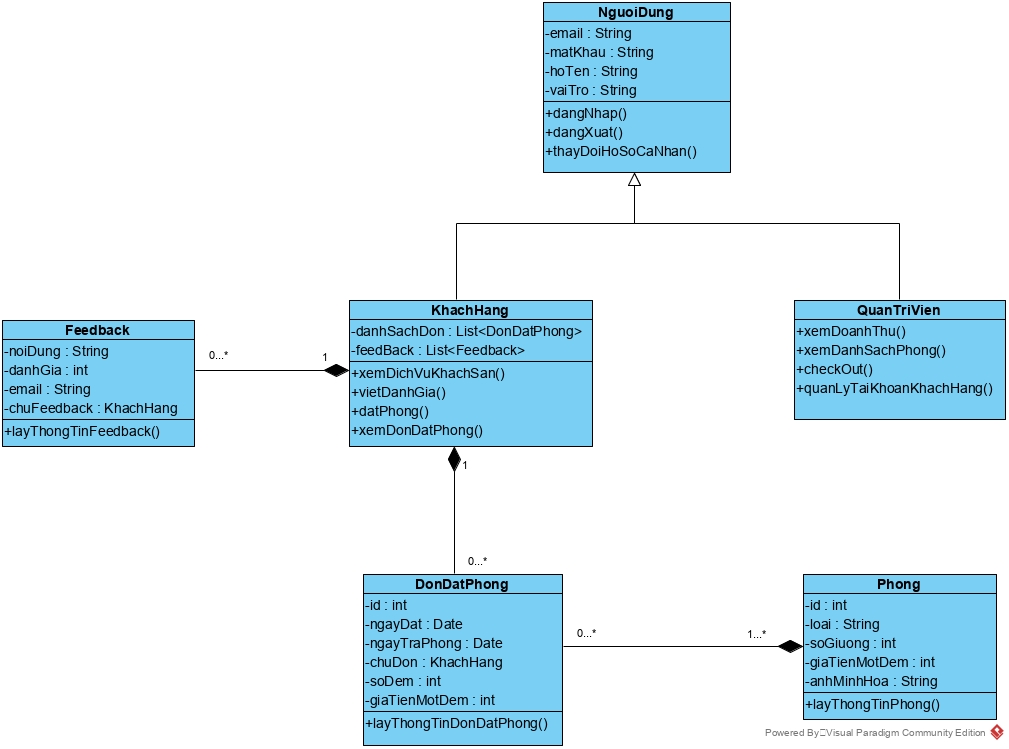 NguoiDung
-email : String
-matKhau : String
-hoTen : String
-vaiTro : String
+dangNhap()
+dangXuat()
+thayDoiHoSoCaNhan()
KhachHang
-danhSachDon : List<DonDatPhong>
-feedBack : List<Feedback>
+xemDichVuKhachSan()
+vietDanhGia()
+datPhong()
+xemDonDatPhong()
QuanTriVien
+xemDoanhThu()
+xemDanhSachPhong()
+checkOut()
+quanLyTaiKhoanKhachHang()
Feedback
-noiDung : String
-danhGia : int
-email : String
-chuFeedback : KhachHang
+layThongTinFeedback()
0...*
1
1
0...*
DonDatPhong
-id : int
-ngayDat : Date
-ngayTraPhong : Date
-chuDon : KhachHang
-soDem : int
-giaTienMotDem : int
+layThongTinDonDatPhong()
0...*
1...*
Phong
-id : int
-loai : String
-soGiuong : int
-giaTienMotDem : int
-anhMinhHoa : String
+layThongTinPhong()
Powered By Visual Paradigm Community Edition